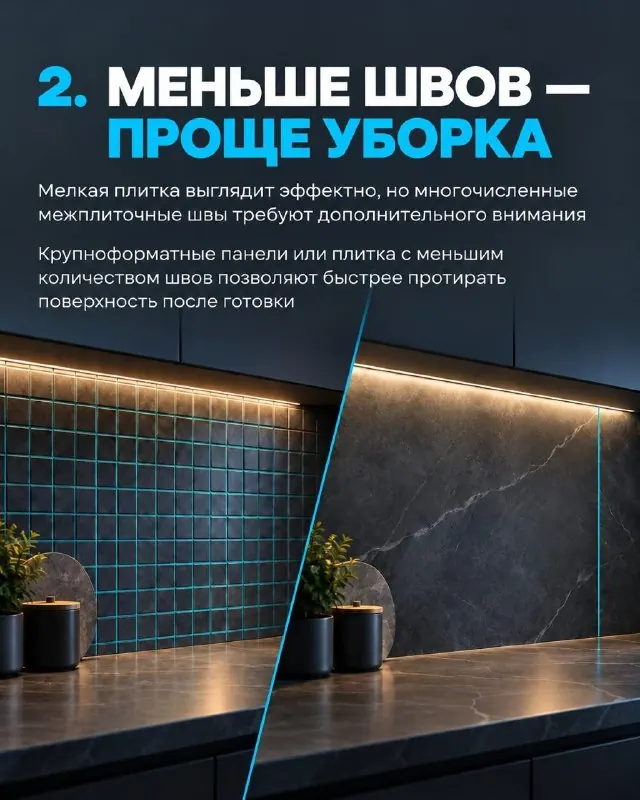 2. МЕНЬШЕ ШВОВ —
ПРОЩЕ УБОРКА
Мелкая плитка выглядит эффектно, но многочисленные
межплиточные швы требуют дополнительного внимания
Крупноформатные панели или плитка с меньшим
количеством швов позволяют быстрее протирать
поверхность после готовки